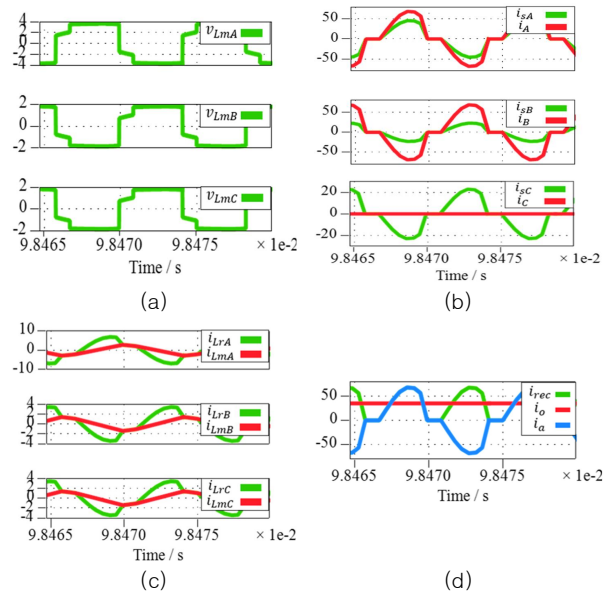 4
2
0
-2
-4
v_LmA
2
0
-2
v_LmB
2
0
-2
v_LmC
9.8465 9.8470 9.8475 × 1e-2
Time / s
(a)
50
0
-50
i_sA
i_A
50
0
-50
i_sB
i_B
20
0
-20
i_sC
i_C
9.8465 9.8470 9.8475 × 1e-2
Time / s
(b)
10
0
-10
i_LrA
i_LmA
4
2
0
-2
-4
i_LrB
i_LmB
4
2
0
-2
-4
i_LrC
i_LmC
9.8465 9.8470 9.8475 × 1e-2
Time / s
(c)
50
0
-50
i_rec
i_o
i_a
9.8465 9.8470 9.8475 × 1e-2
Time / s
(d)